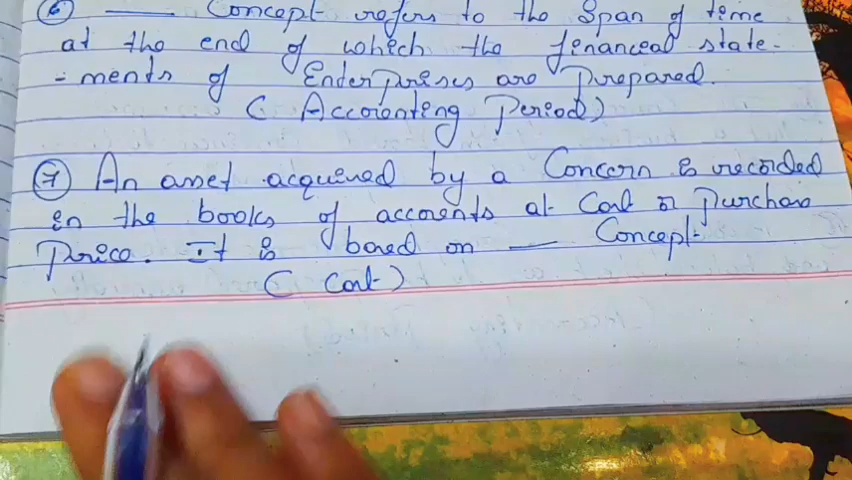 ⑥ ___ Concept refers to the Span of time
at the end of which the financial state-
-ments of Enterprises are Prepared.
( Accounting Period )
⑦ An asset acquired by a Concern is recorded
in the books of accounts at Cost or Purchase
Price. It is based on ___ Concept.
( Cost )